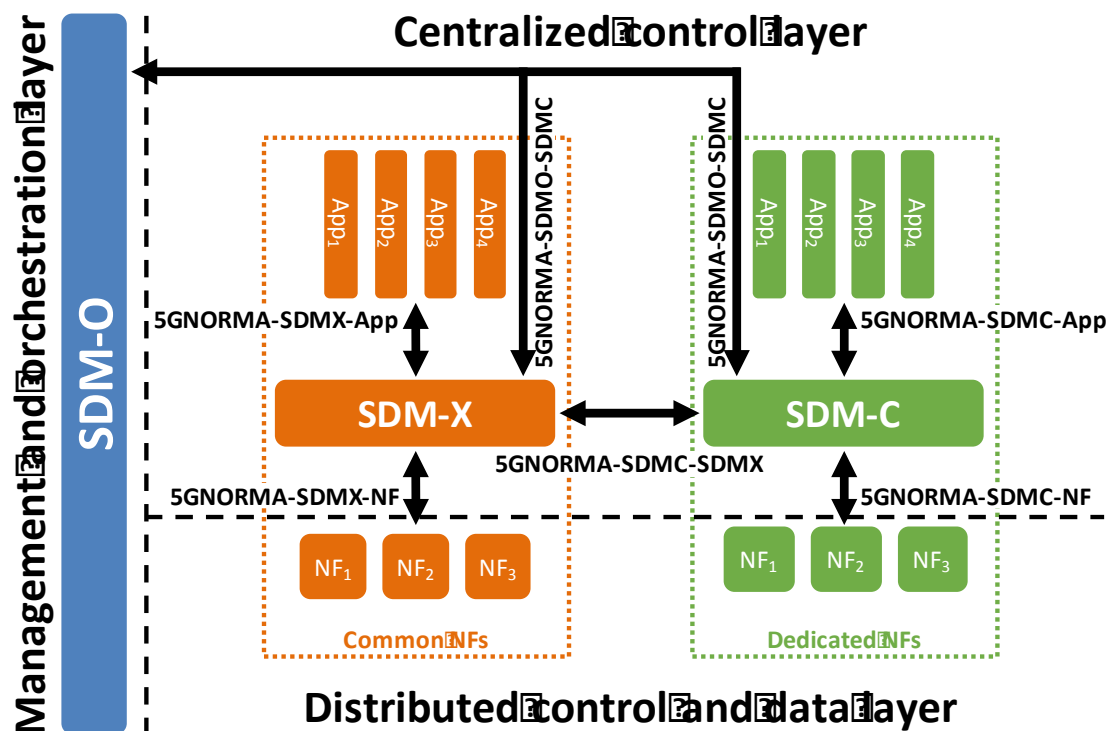 Management and orchestration layer
SDM-O
Centralized control layer
5GNORMA-SDMO-SDMC
5GNORMA-SDMO-SDMC
App1
App2
App3
App4
App1
App2
App3
App4
5GNORMA-SDMX-App
5GNORMA-SDMC-App
SDM-X
SDM-C
5GNORMA-SDMC-SDMX
5GNORMA-SDMX-NF
5GNORMA-SDMC-NF
NF1
NF2
NF3
NF1
NF2
NF3
Common NFs
Dedicated NFs
Distributed control and data layer